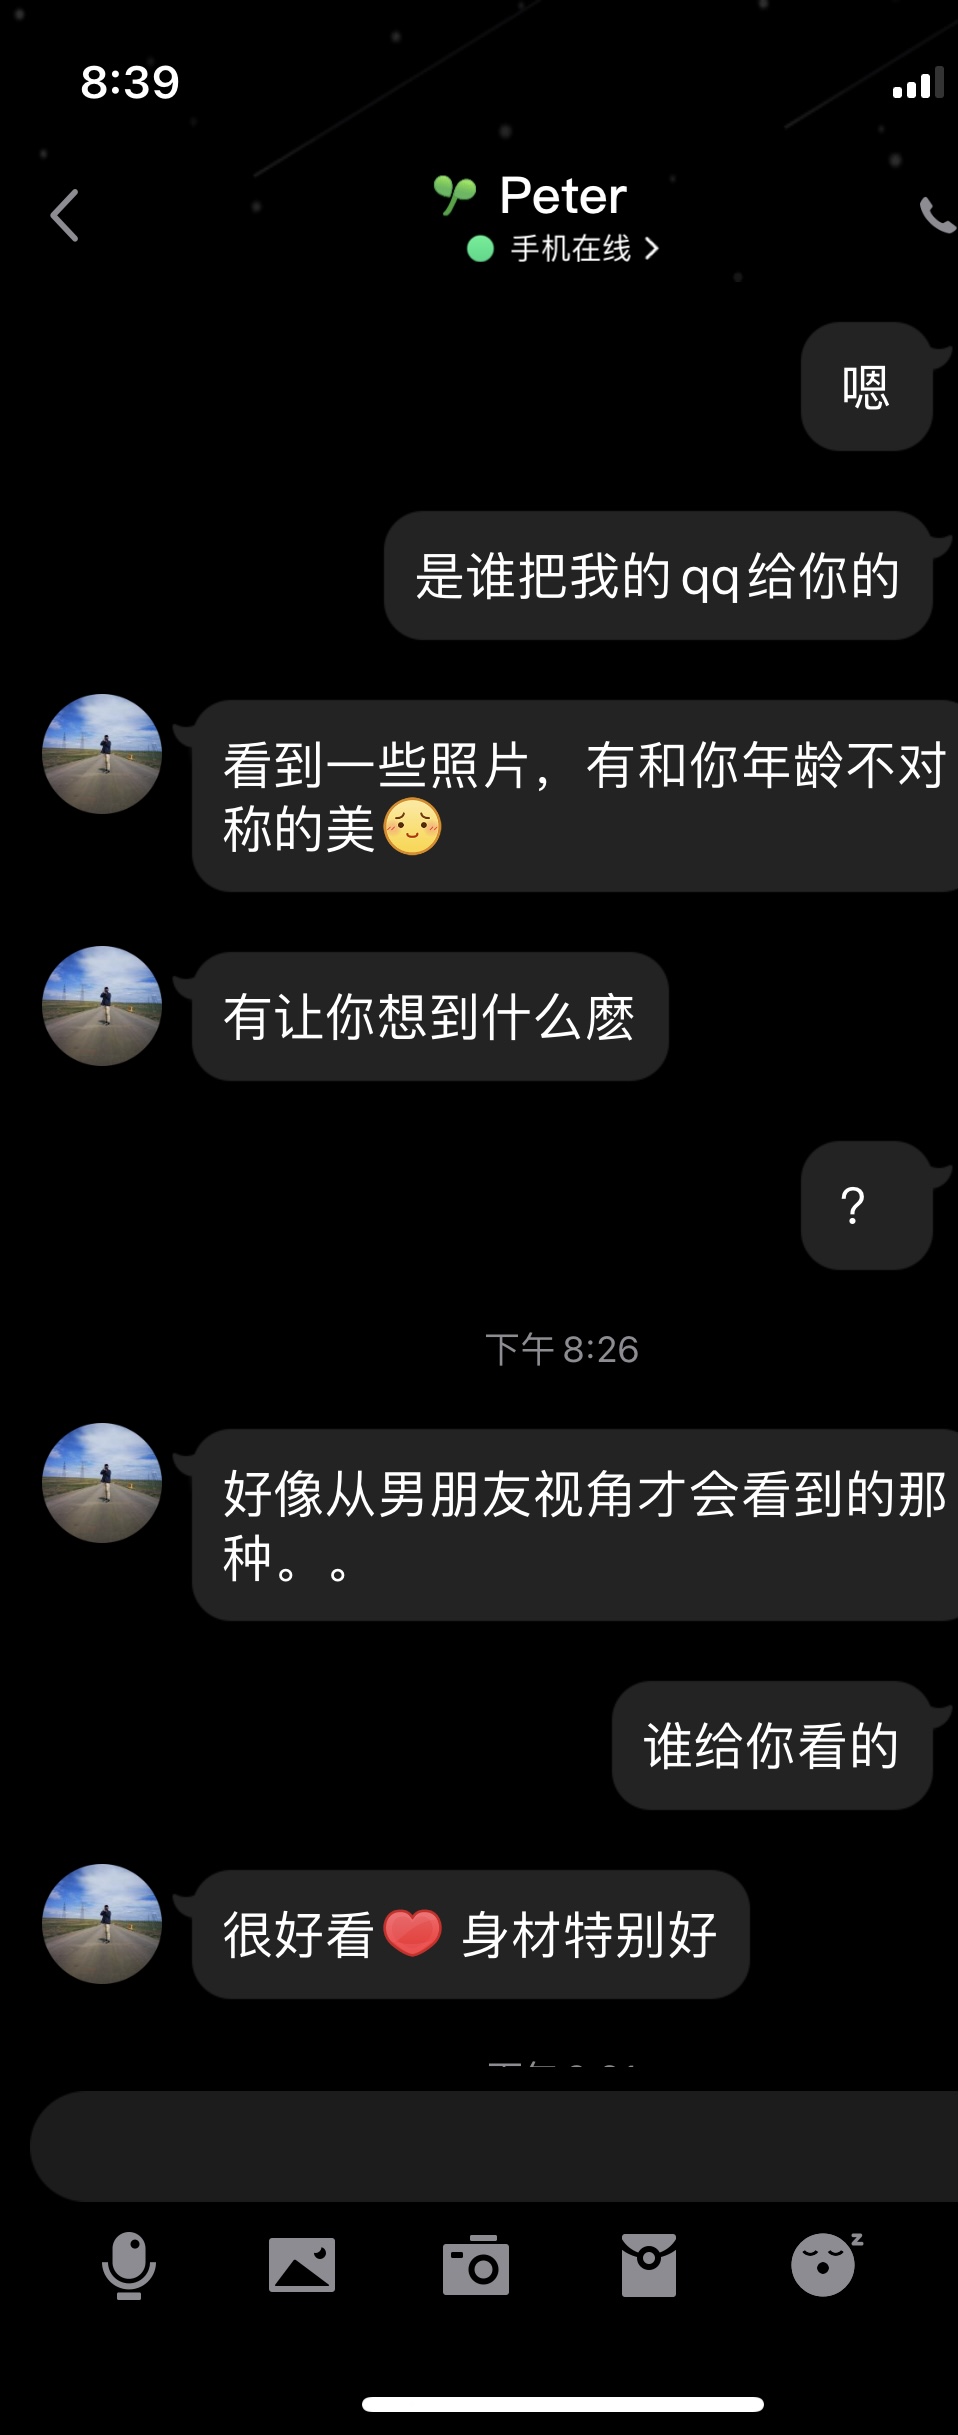 8:39
Peter
手机在线
嗯
是谁把我的qq给你的
看到一些照片，有和你年龄不对
称的美
有让你想到什么麽
?
下午 8:26
好像从男朋友视角才会看到的那
种。。
谁给你看的
很好看 身材特别好